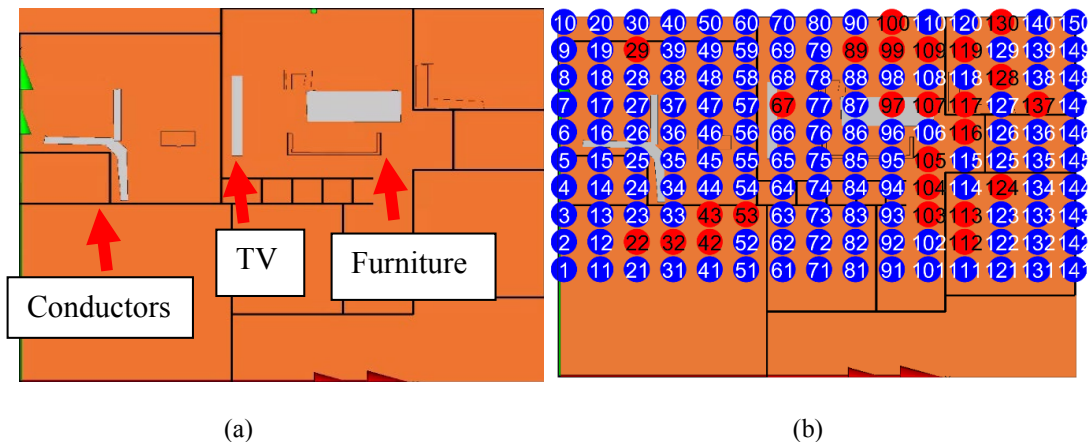 TV
Furniture
Conductors
(a)
10 20 30 40 50 60 70 80 90 100 110 120 130 140 150
9 19 29 39 49 59 69 79 89 99 109 119 129 139 149
8 18 28 38 48 58 68 78 88 98 108 118 128 138 148
7 17 27 37 47 57 67 77 87 97 107 117 127 137 147
6 16 26 36 46 56 66 76 86 96 106 116 126 136 146
5 15 25 35 45 55 65 75 85 95 105 115 125 135 145
4 14 24 34 44 54 64 74 84 94 104 114 124 134 144
3 13 23 33 43 53 63 73 83 93 103 113 123 133 143
2 12 22 32 42 52 62 72 82 92 102 112 122 132 142
1 11 21 31 41 51 61 71 81 91 101 111 121 131 141
(b)